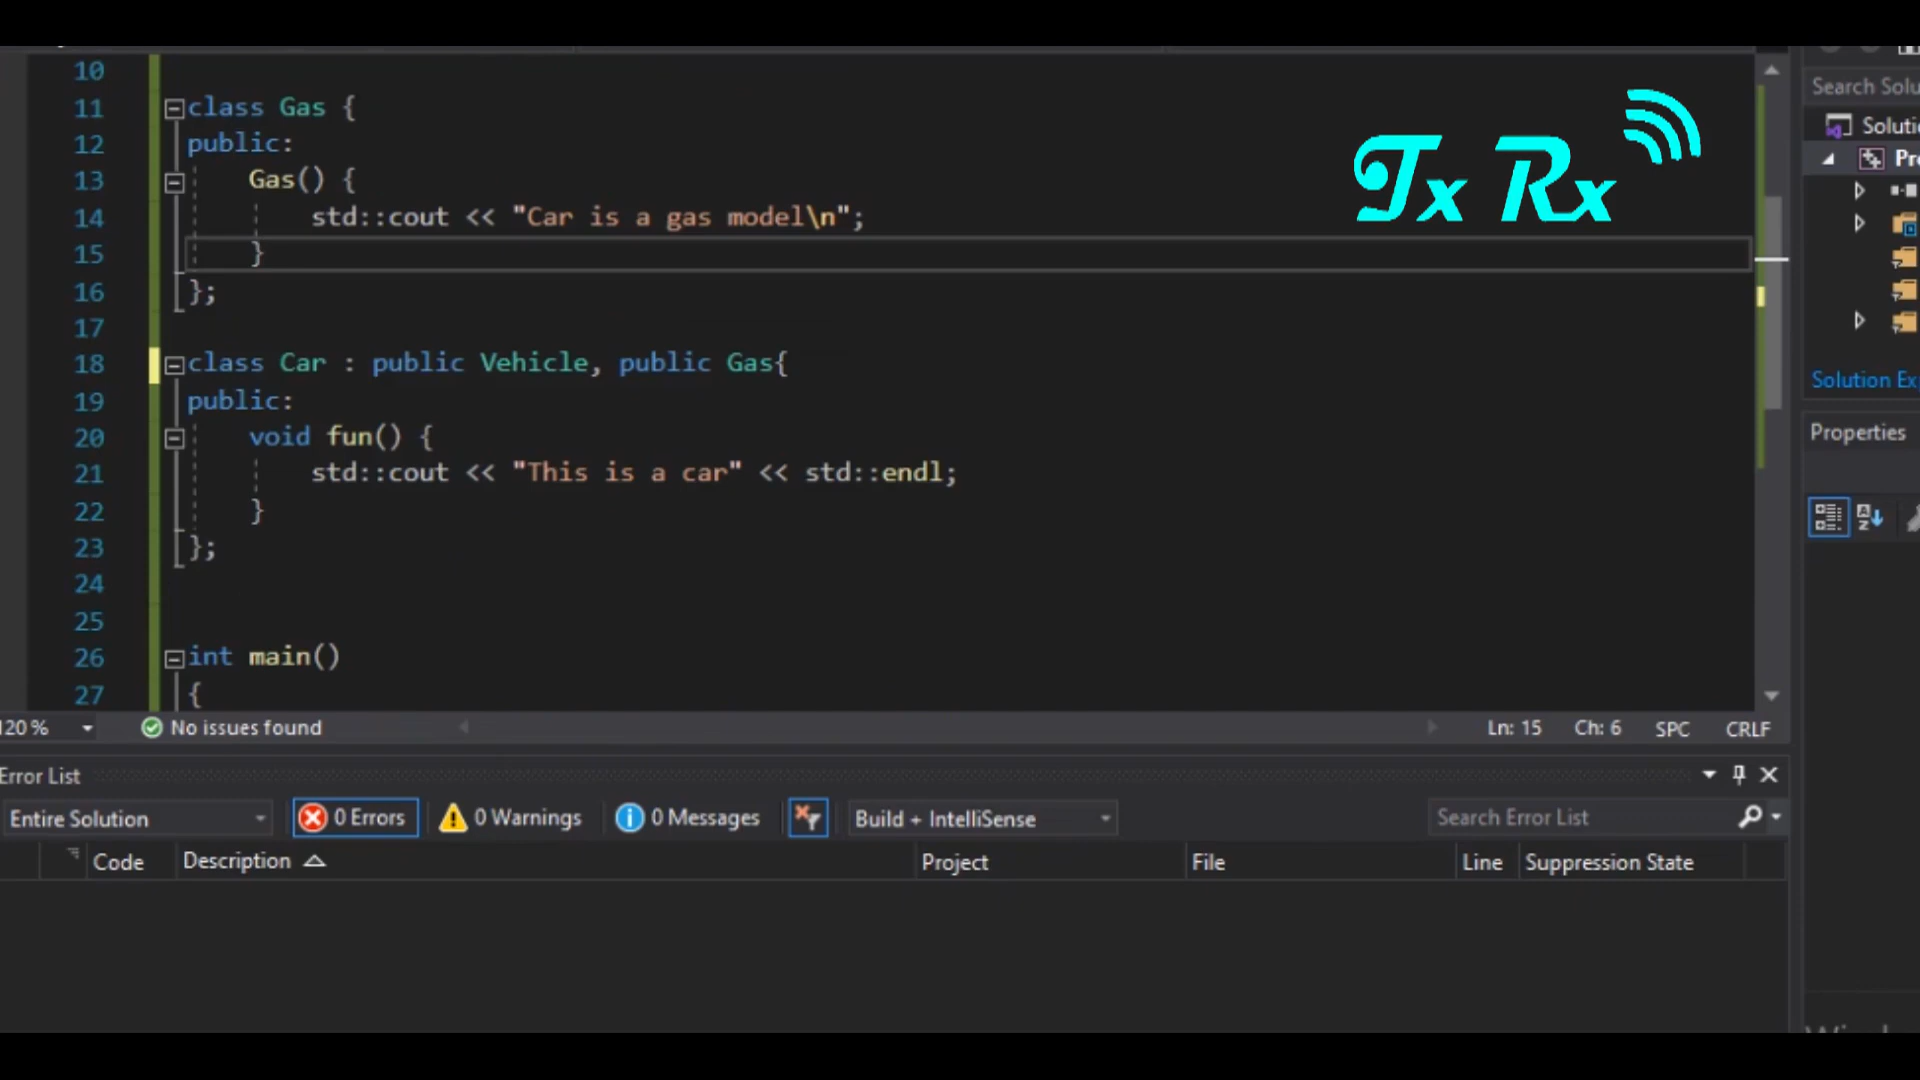 10
11 class Gas {
12 public:
13 Gas() {
14 std::cout << "Car is a gas model\n";
15 }
16 };
17
18 class Car : public Vehicle, public Gas{
19 public:
20 void fun() {
21 std::cout << "This is a car" << std::endl;
22 }
23 };
24
25
26 int main()
27 {
Tx Rx
Search Solu
Soluti
Pr
Solution Ex
Properties
120 % No issues found Ln: 15 Ch: 6 SPC CRLF
Error List
Entire Solution 0 Errors 0 Warnings 0 Messages Build + IntelliSense Search Error List
Code Description Project File Line Suppression State